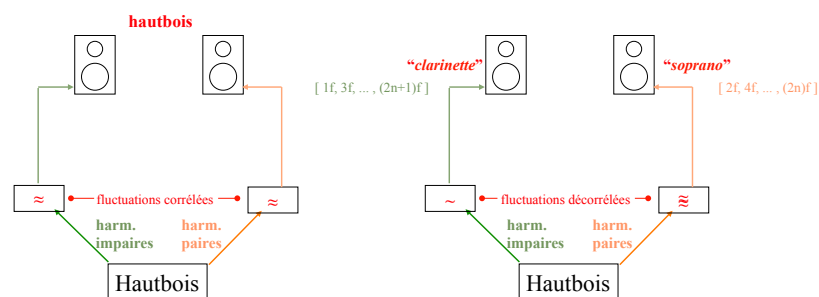 hautbois
“clarinette”
“soprano”
[ 1f, 3f, ... , (2n+1)f ]
[ 2f, 4f, ... , (2n)f ]
≈
fluctuations corrélées
≈
~
fluctuations décorrélées
≈
harm.
impaires
harm.
paires
harm.
impaires
harm.
paires
Hautbois
Hautbois